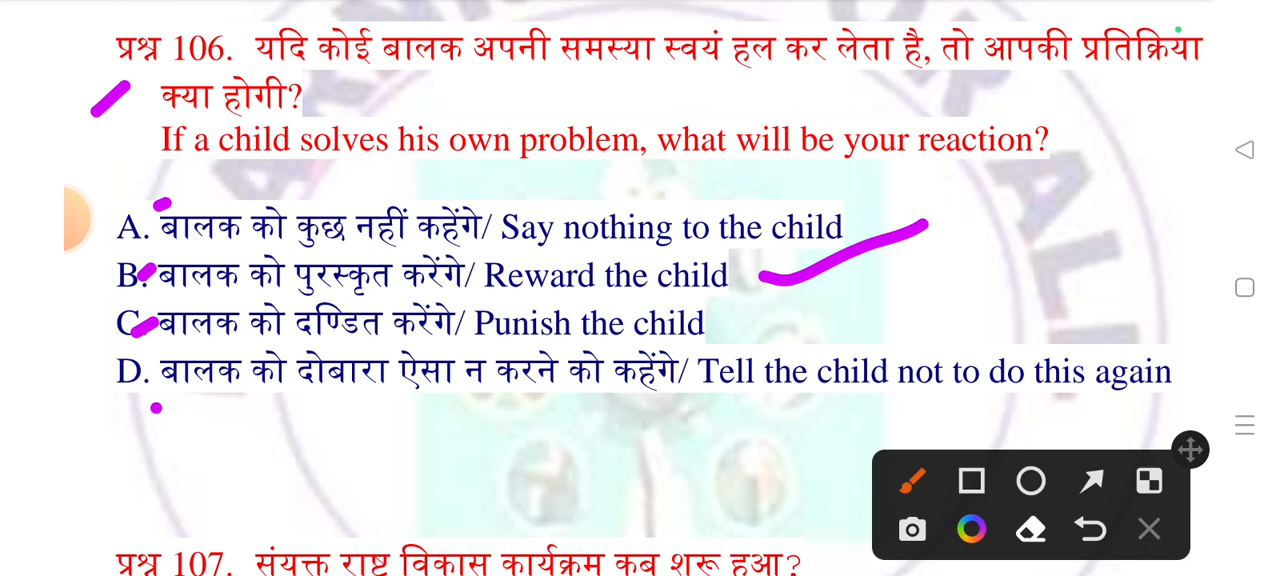 प्रश्न 106. यदि कोई बालक अपनी समस्या स्वयं हल कर लेता है, तो आपकी प्रतिक्रिया
क्या होगी?
If a child solves his own problem, what will be your reaction?
A. बालक को कुछ नहीं कहेंगे/ Say nothing to the child
B. बालक को पुरस्कृत करेंगे/ Reward the child
C. बालक को दण्डित करेंगे/ Punish the child
D. बालक को दोबारा ऐसा न करने को कहेंगे/ Tell the child not to do this again
प्रश्न 107. संयुक्त राष्ट्र विकास कार्यक्रम कब शुरू हुआ?